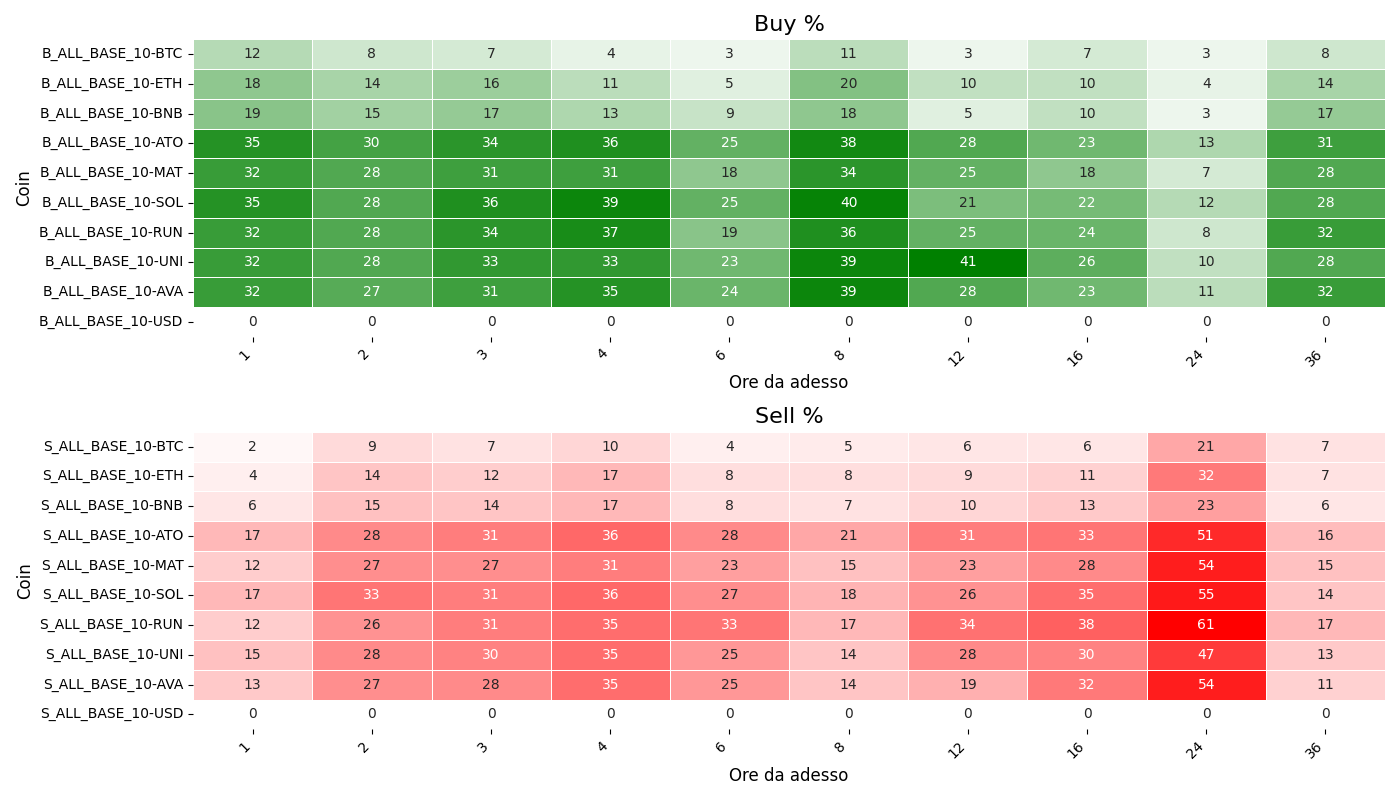 Buy %
Coin
B_ALL_BASE_10-BTC 12 8 7 4 3 11 3 7 3 8
B_ALL_BASE_10-ETH 18 14 16 11 5 20 10 10 4 14
B_ALL_BASE_10-BNB 19 15 17 13 9 18 5 10 3 17
B_ALL_BASE_10-ATO 35 30 34 36 25 38 28 23 13 31
B_ALL_BASE_10-MAT 32 28 31 31 18 34 25 18 7 28
B_ALL_BASE_10-SOL 35 28 36 39 25 40 21 22 12 28
B_ALL_BASE_10-RUN 32 28 34 37 19 36 25 24 8 32
B_ALL_BASE_10-UNI 32 28 33 33 23 39 41 26 10 28
B_ALL_BASE_10-AVA 32 27 31 35 24 39 28 23 11 32
B_ALL_BASE_10-USD 0 0 0 0 0 0 0 0 0 0
1 2 3 4 6 8 12 16 24 36
Ore da adesso
Sell %
Coin
S_ALL_BASE_10-BTC 2 9 7 10 4 5 6 6 21 7
S_ALL_BASE_10-ETH 4 14 12 17 8 8 9 11 32 7
S_ALL_BASE_10-BNB 6 15 14 17 8 7 10 13 23 6
S_ALL_BASE_10-ATO 17 28 31 36 28 21 31 33 51 16
S_ALL_BASE_10-MAT 12 27 27 31 23 15 23 28 54 15
S_ALL_BASE_10-SOL 17 33 31 36 27 18 26 35 55 14
S_ALL_BASE_10-RUN 12 26 31 35 33 17 34 38 61 17
S_ALL_BASE_10-UNI 15 28 30 35 25 14 28 30 47 13
S_ALL_BASE_10-AVA 13 27 28 35 25 14 19 32 54 11
S_ALL_BASE_10-USD 0 0 0 0 0 0 0 0 0 0
1 2 3 4 6 8 12 16 24 36
Ore da adesso